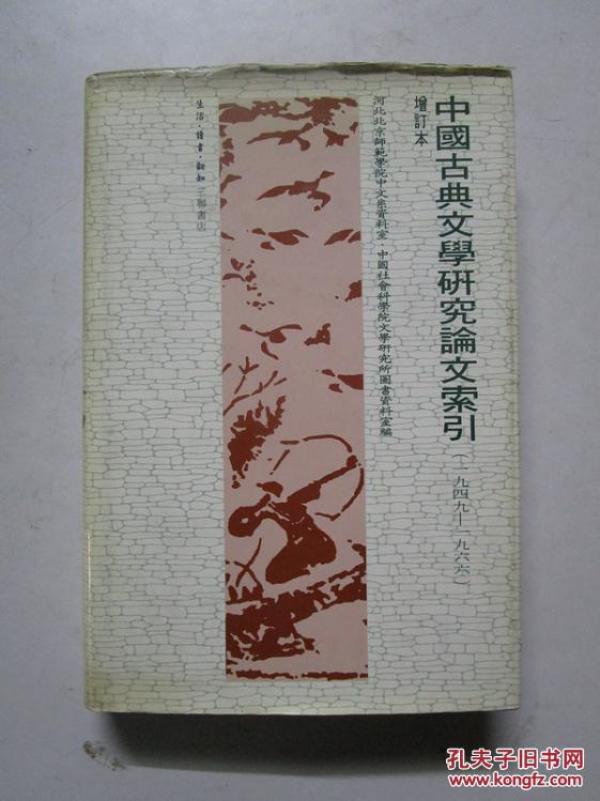 中國古典文學研究論文索引
(一九四九—一九六六)
增訂本
河北北京師範學院中文系資料室·中國社會科學院文學研究所圖書資料室編
生活·讀書·新知三聯書店
孔夫子旧书网
www.kongfz.com